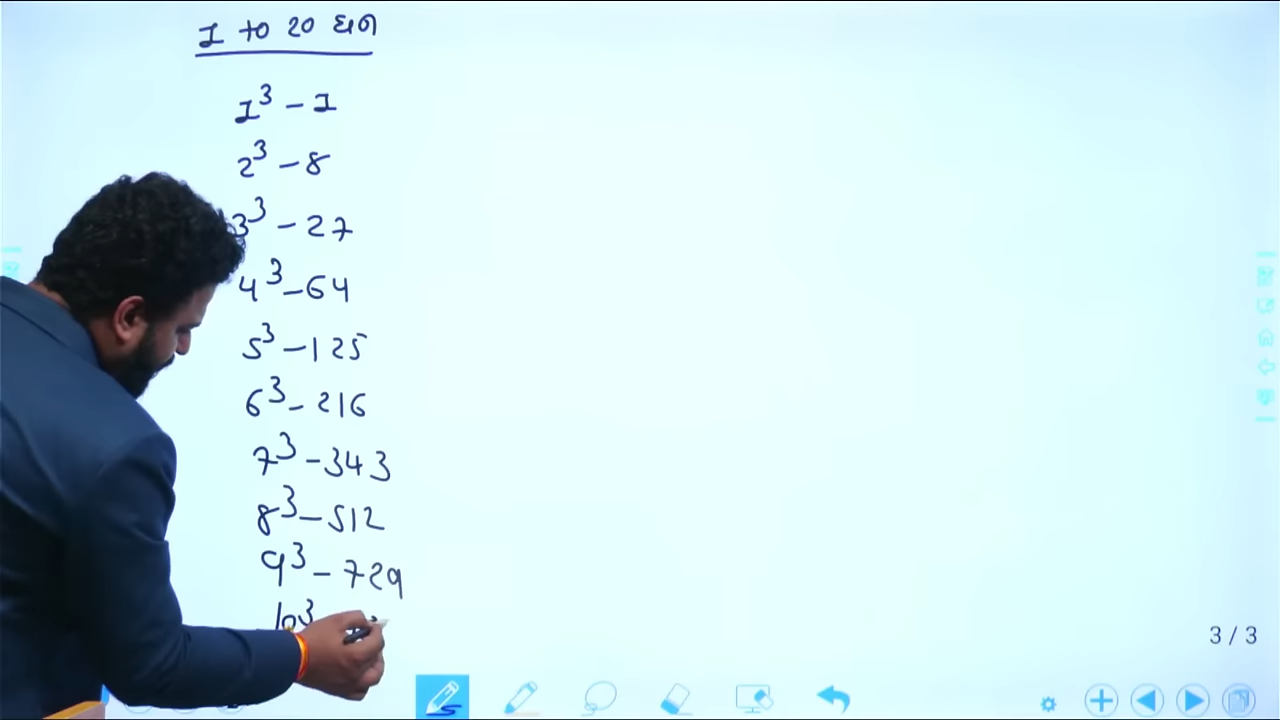 1 to 20 ઘન
1³ - 1
2³ - 8
3³ - 27
4³ - 64
5³ - 125
6³ - 216
7³ - 343
8³ - 512
9³ - 729
10³
3 / 3